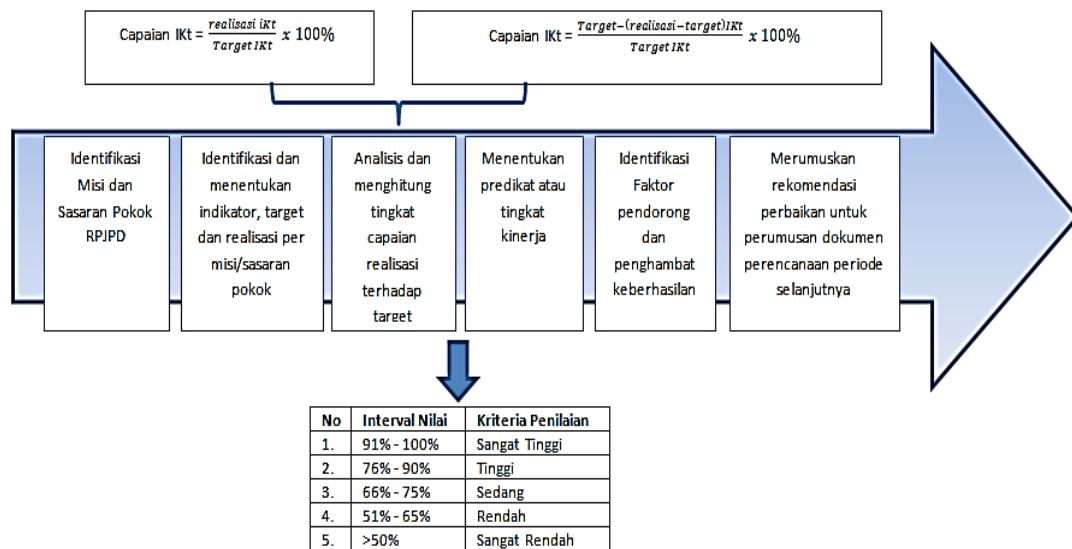 Capaian IKt = realisasi iKt / Target IKt x 100%
Capaian IKt = Target−(realisasi−target)IKt / Target IKt x 100%
Identifikasi
Misi dan
Sasaran Pokok
RPJPD
Identifikasi dan
menentukan
indikator, target
dan realisasi per
misi/sasaran
pokok
Analisis dan
menghitung
tingkat
capaian
realisasi
terhadap
target
Menentukan
predikat atau
tingkat
kinerja
Identifikasi
Faktor
pendorong
dan
penghambat
keberhasilan
Merumuskan
rekomendasi
perbaikan untuk
perumusan dokumen
perencanaan periode
selanjutnya
No Interval Nilai Kriteria Penilaian
1. 91% - 100% Sangat Tinggi
2. 76% - 90% Tinggi
3. 66% - 75% Sedang
4. 51% - 65% Rendah
5. >50% Sangat Rendah